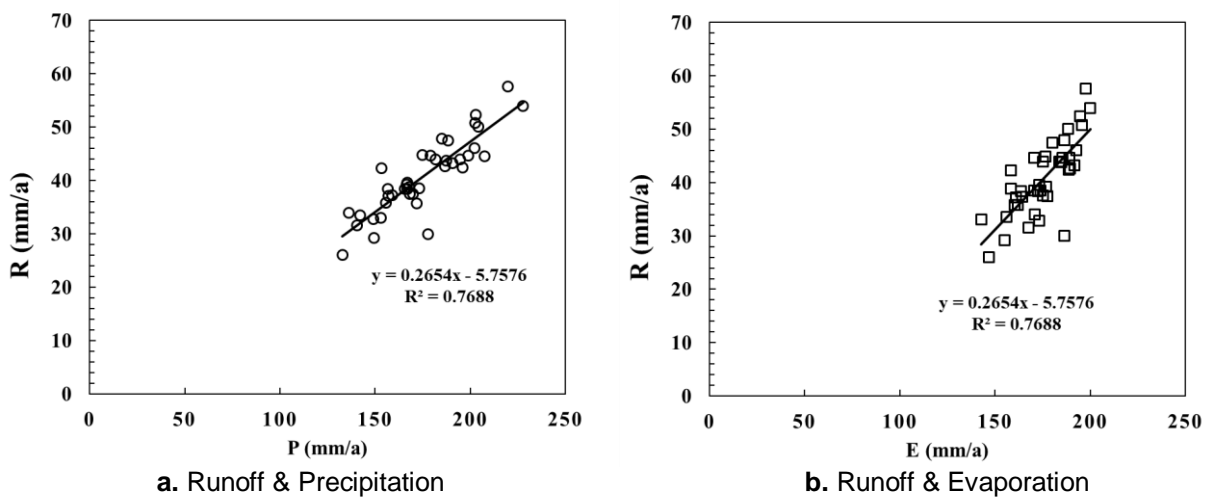 70
60
50
40
30
20
10
0
R (mm/a)
y = 0.2654x - 5.7576
R² = 0.7688
0 50 100 150 200 250
P (mm/a)
a. Runoff & Precipitation
70
60
50
40
30
20
10
0
R (mm/a)
y = 0.2654x - 5.7576
R² = 0.7688
0 50 100 150 200 250
E (mm/a)
b. Runoff & Evaporation